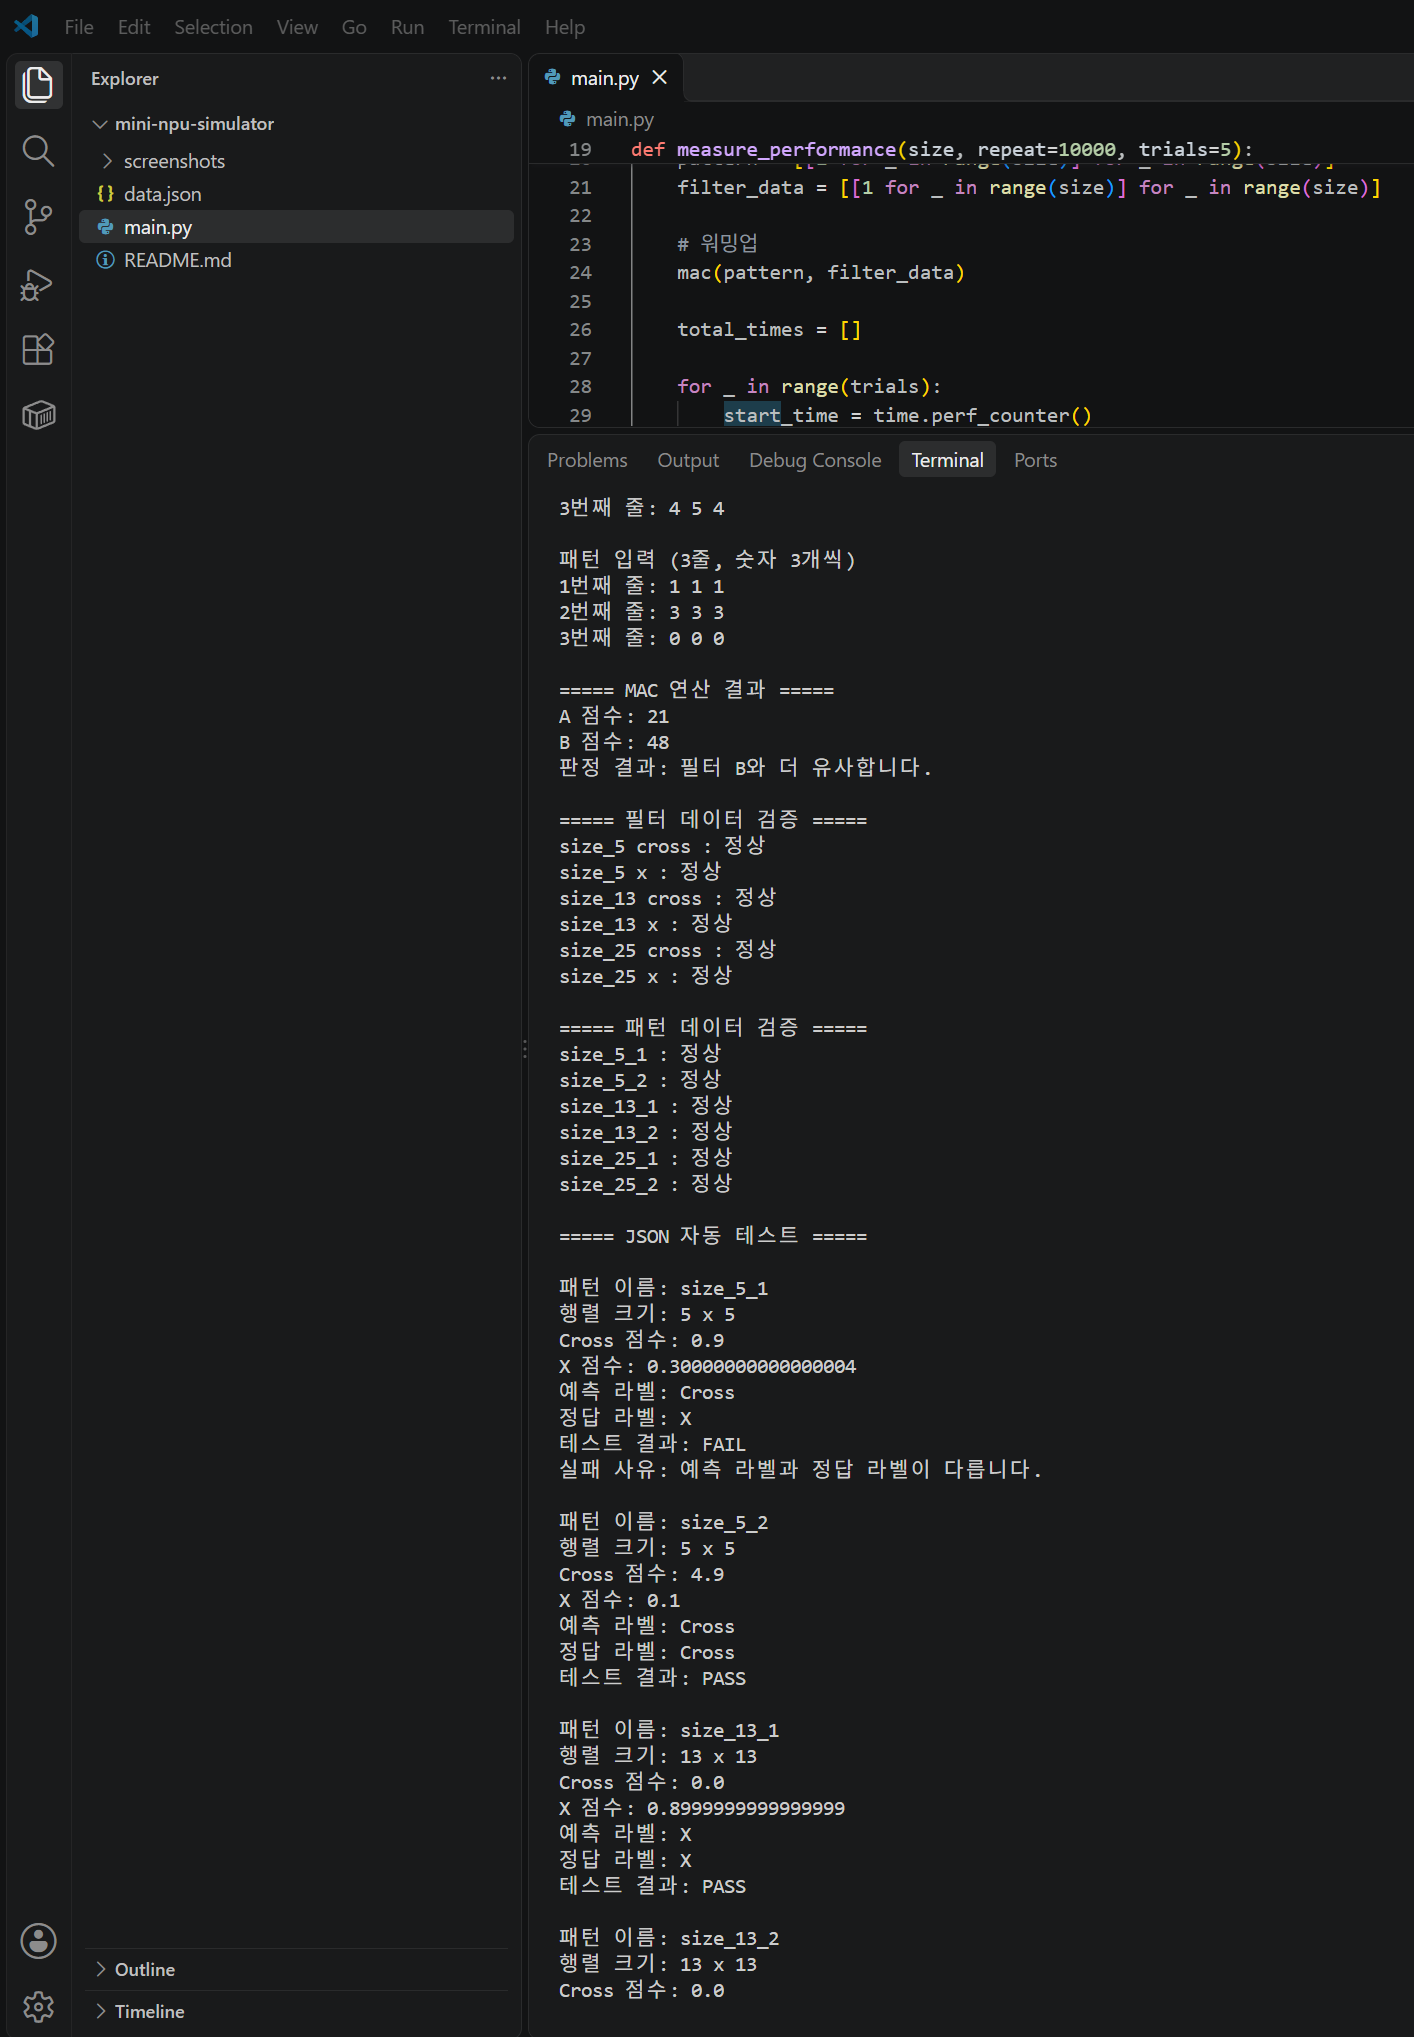 File Edit Selection View Go Run Terminal Help
Explorer
mini-npu-simulator
screenshots
data.json
main.py
README.md
Outline
Timeline
main.py
main.py
19 def measure_performance(size, repeat=10000, trials=5):
21 filter_data = [[1 for _ in range(size)] for _ in range(size)]
22
23 # 워밍업
24 mac(pattern, filter_data)
25
26 total_times = []
27
28 for _ in range(trials):
29 start_time = time.perf_counter()
Problems Output Debug Console Terminal Ports
3번째 줄: 4 5 4
패턴 입력 (3줄, 숫자 3개씩)
1번째 줄: 1 1 1
2번째 줄: 3 3 3
3번째 줄: 0 0 0
===== MAC 연산 결과 =====
A 점수: 21
B 점수: 48
판정 결과: 필터 B와 더 유사합니다.
===== 필터 데이터 검증 =====
size_5 cross : 정상
size_5 x : 정상
size_13 cross : 정상
size_13 x : 정상
size_25 cross : 정상
size_25 x : 정상
===== 패턴 데이터 검증 =====
size_5_1 : 정상
size_5_2 : 정상
size_13_1 : 정상
size_13_2 : 정상
size_25_1 : 정상
size_25_2 : 정상
===== JSON 자동 테스트 =====
패턴 이름: size_5_1
행렬 크기: 5 x 5
Cross 점수: 0.9
X 점수: 0.30000000000000004
예측 라벨: Cross
정답 라벨: X
테스트 결과: FAIL
실패 사유: 예측 라벨과 정답 라벨이 다릅니다.
패턴 이름: size_5_2
행렬 크기: 5 x 5
Cross 점수: 4.9
X 점수: 0.1
예측 라벨: Cross
정답 라벨: Cross
테스트 결과: PASS
패턴 이름: size_13_1
행렬 크기: 13 x 13
Cross 점수: 0.0
X 점수: 0.8999999999999999
예측 라벨: X
정답 라벨: X
테스트 결과: PASS
패턴 이름: size_13_2
행렬 크기: 13 x 13
Cross 점수: 0.0